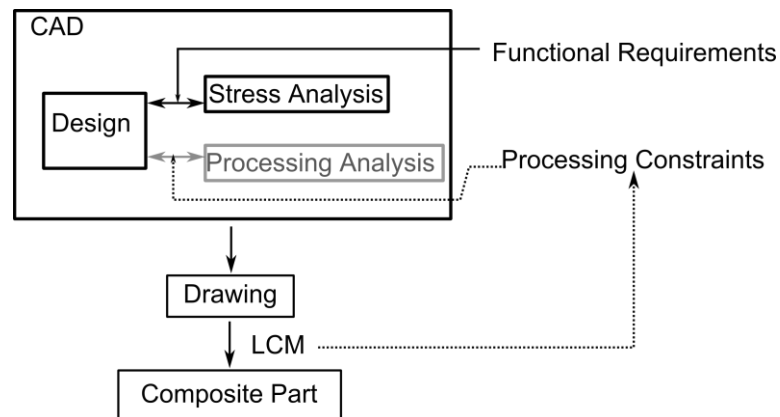 CAD
Functional Requirements
Stress Analysis
Design
Processing Analysis
Processing Constraints
Drawing
LCM
Composite Part